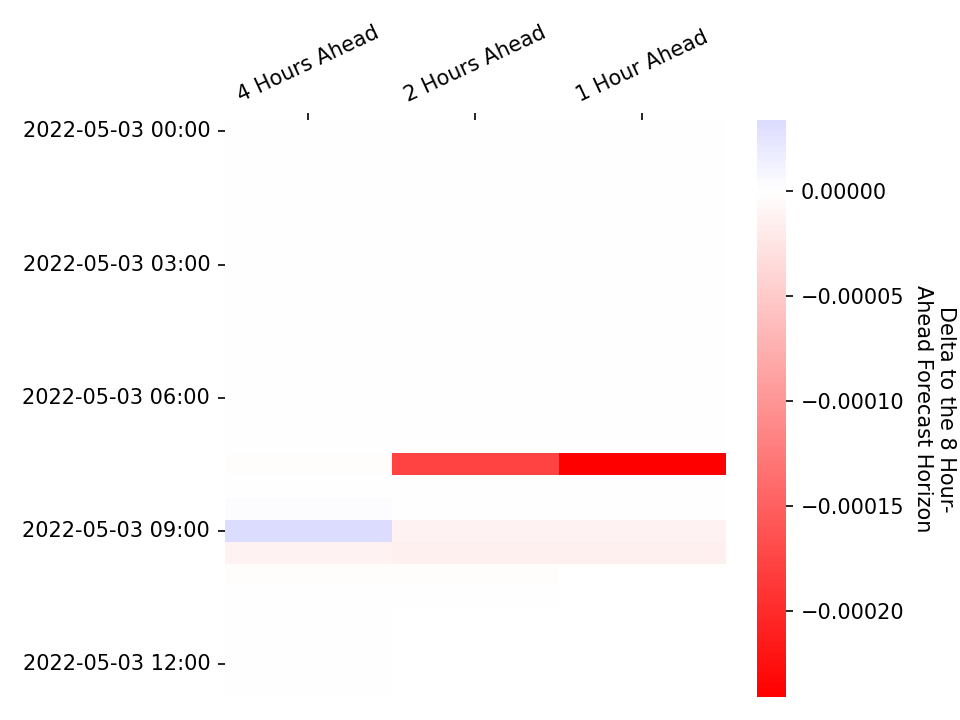 4 Hours Ahead
2 Hours Ahead
1 Hour Ahead
2022-05-03 00:00
2022-05-03 03:00
2022-05-03 06:00
2022-05-03 09:00
2022-05-03 12:00
0.00000
−0.00005
−0.00010
−0.00015
−0.00020
Delta to the 8 Hour-
Ahead Forecast Horizon